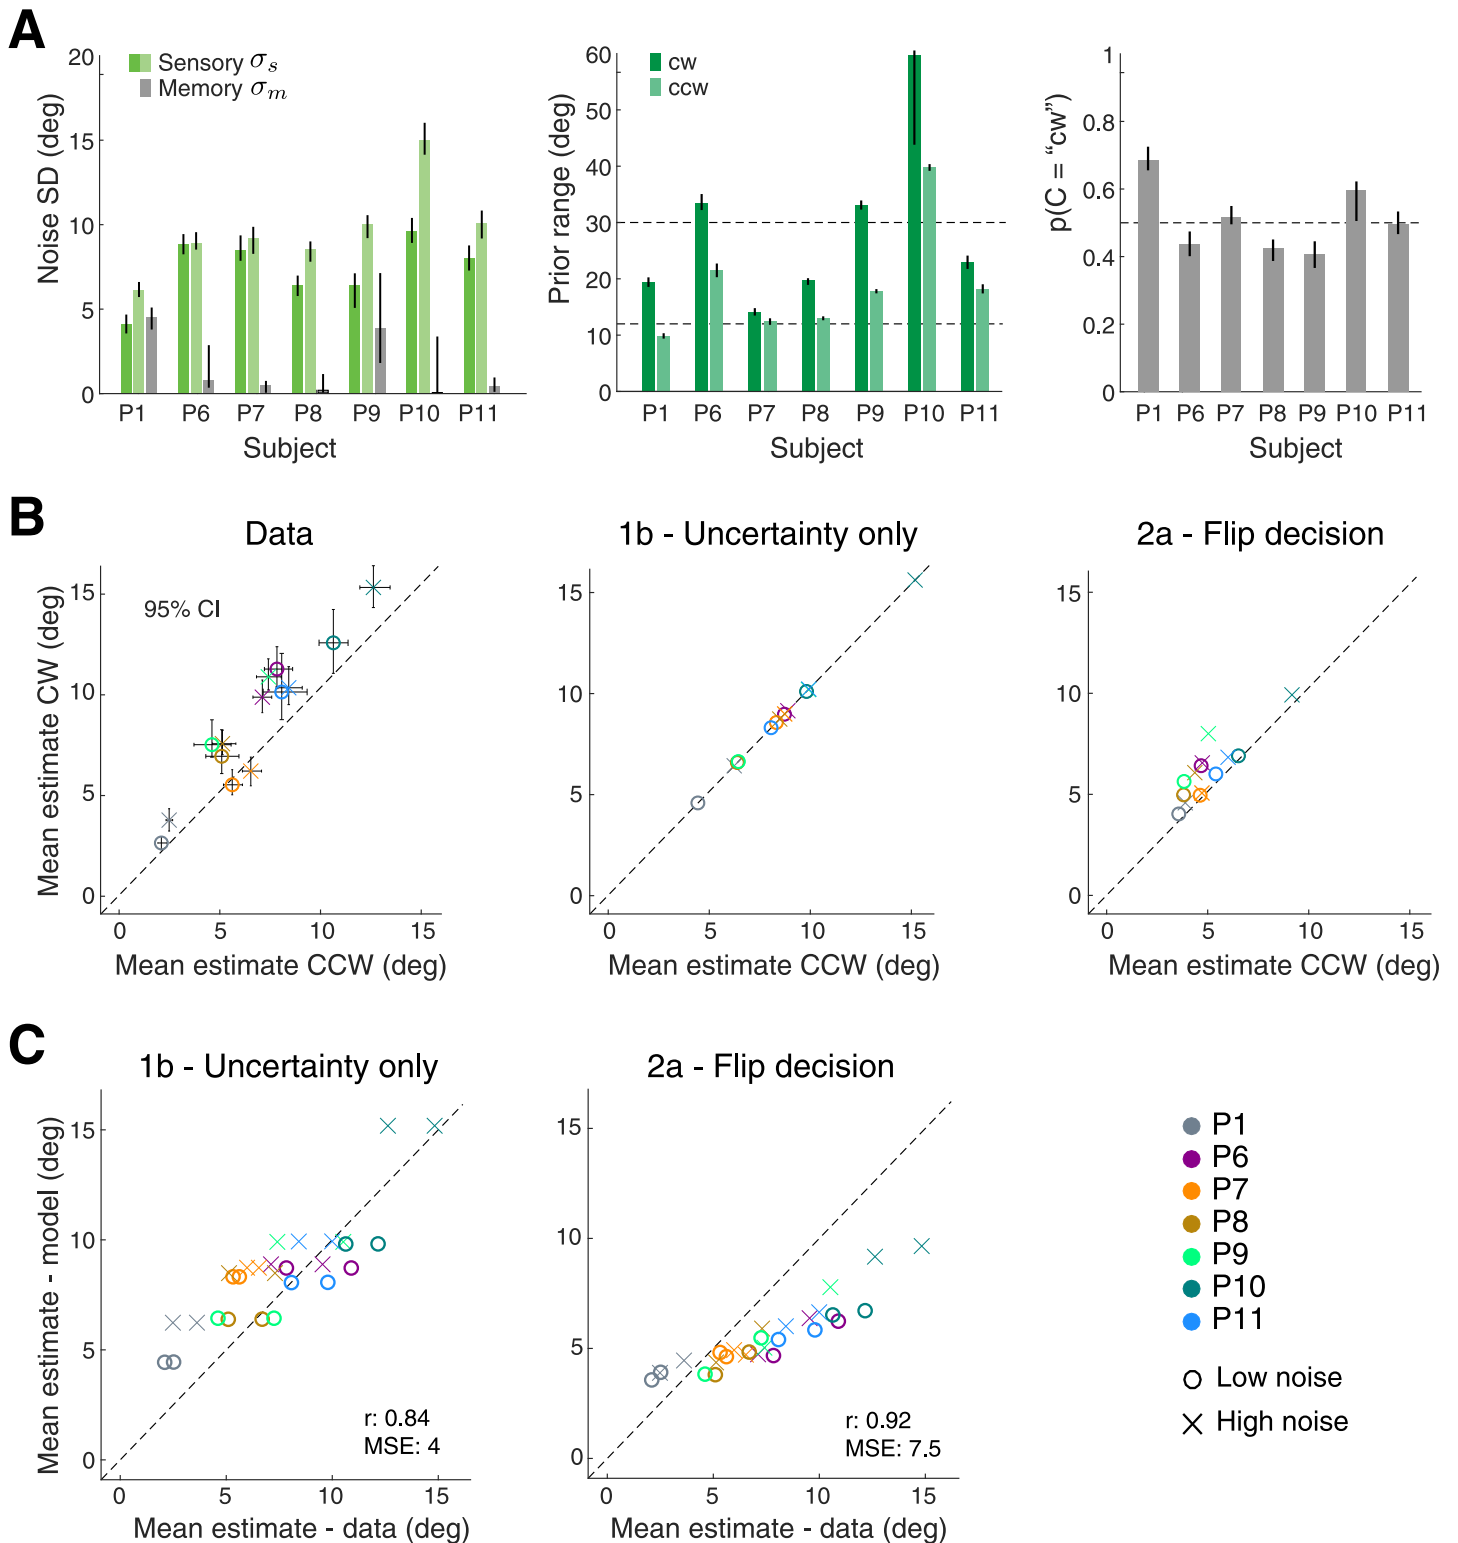 A
Noise SD (deg)
20
15
10
5
0
Sensory σs
Memory σm
P1 P6 P7 P8 P9 P10 P11
Subject
Prior range (deg)
60
50
40
30
20
10
0
cw
ccw
P1 P6 P7 P8 P9 P10 P11
Subject
p(C = “cw”)
1
0.8
0.6
0.4
0.2
0
P1 P6 P7 P8 P9 P10 P11
Subject
B
Data
Mean estimate CW (deg)
15
10
5
0
95% CI
0 5 10 15
Mean estimate CCW (deg)
1b - Uncertainty only
15
10
5
0
0 5 10 15
Mean estimate CCW (deg)
2a - Flip decision
15
10
5
0
0 5 10 15
Mean estimate CCW (deg)
C
1b - Uncertainty only
Mean estimate - model (deg)
15
10
5
0
r: 0.84
MSE: 4
0 5 10 15
Mean estimate - data (deg)
2a - Flip decision
15
10
5
0
r: 0.92
MSE: 7.5
0 5 10 15
Mean estimate - data (deg)
P1
P6
P7
P8
P9
P10
P11
Low noise
High noise